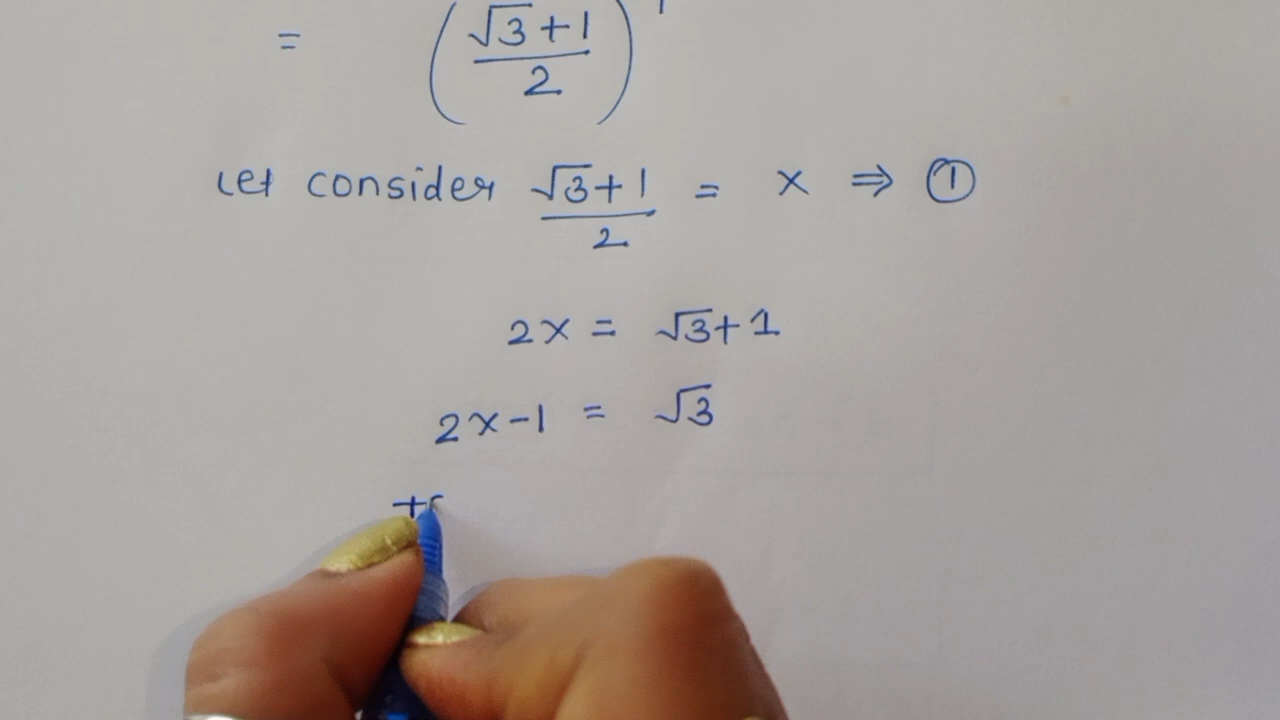 = (√3+1/2)
Let consider √3+1/2 = x ⇒ ①
2x = √3+1
2x-1 = √3